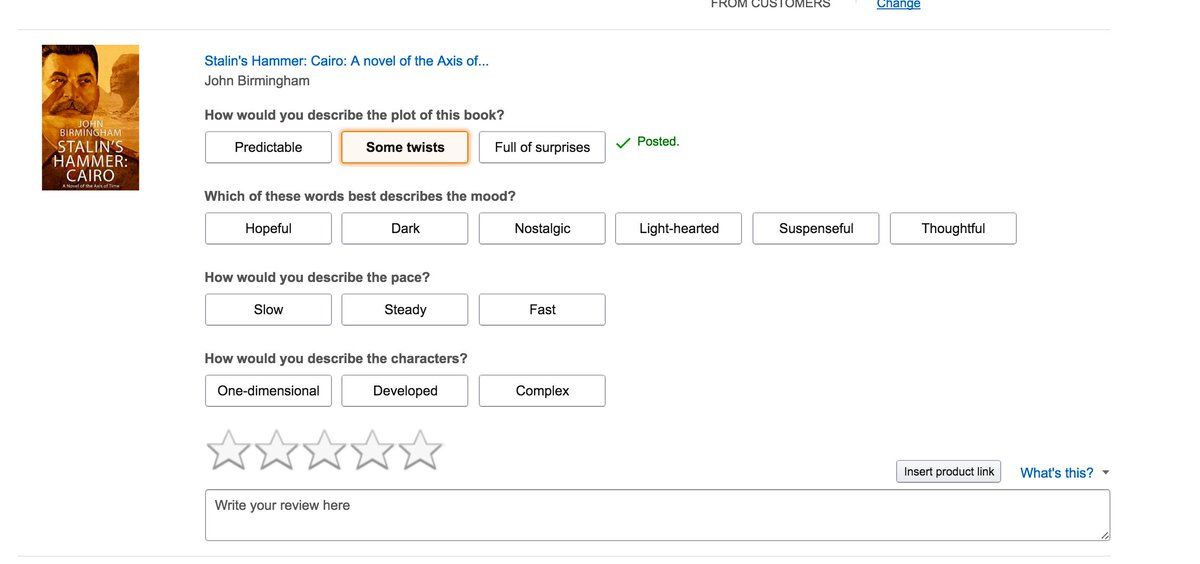 FROM CUSTOMERS Change
Stalin's Hammer: Cairo: A novel of the Axis of...
John Birmingham
JOHN
BIRMINGHAM
STALIN'S
HAMMER:
CAIRO
A Novel of the Axis of Time
How would you describe the plot of this book?
Predictable Some twists Full of surprises Posted.
Which of these words best describes the mood?
Hopeful Dark Nostalgic Light-hearted Suspenseful Thoughtful
How would you describe the pace?
Slow Steady Fast
How would you describe the characters?
One-dimensional Developed Complex
Insert product link What's this?
Write your review here